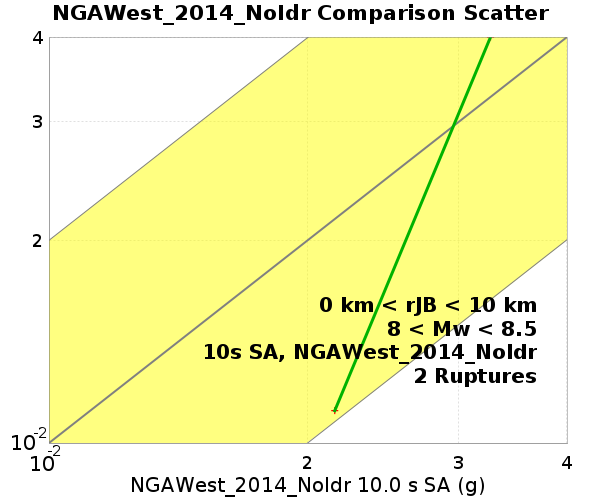 NGAWest_2014_NoIdr Comparison Scatter
4
3
2
10-2
0 km < rJB < 10 km
8 < Mw < 8.5
10s SA, NGAWest_2014_NoIdr
2 Ruptures
10-2 2 3 4
NGAWest_2014_NoIdr 10.0 s SA (g)